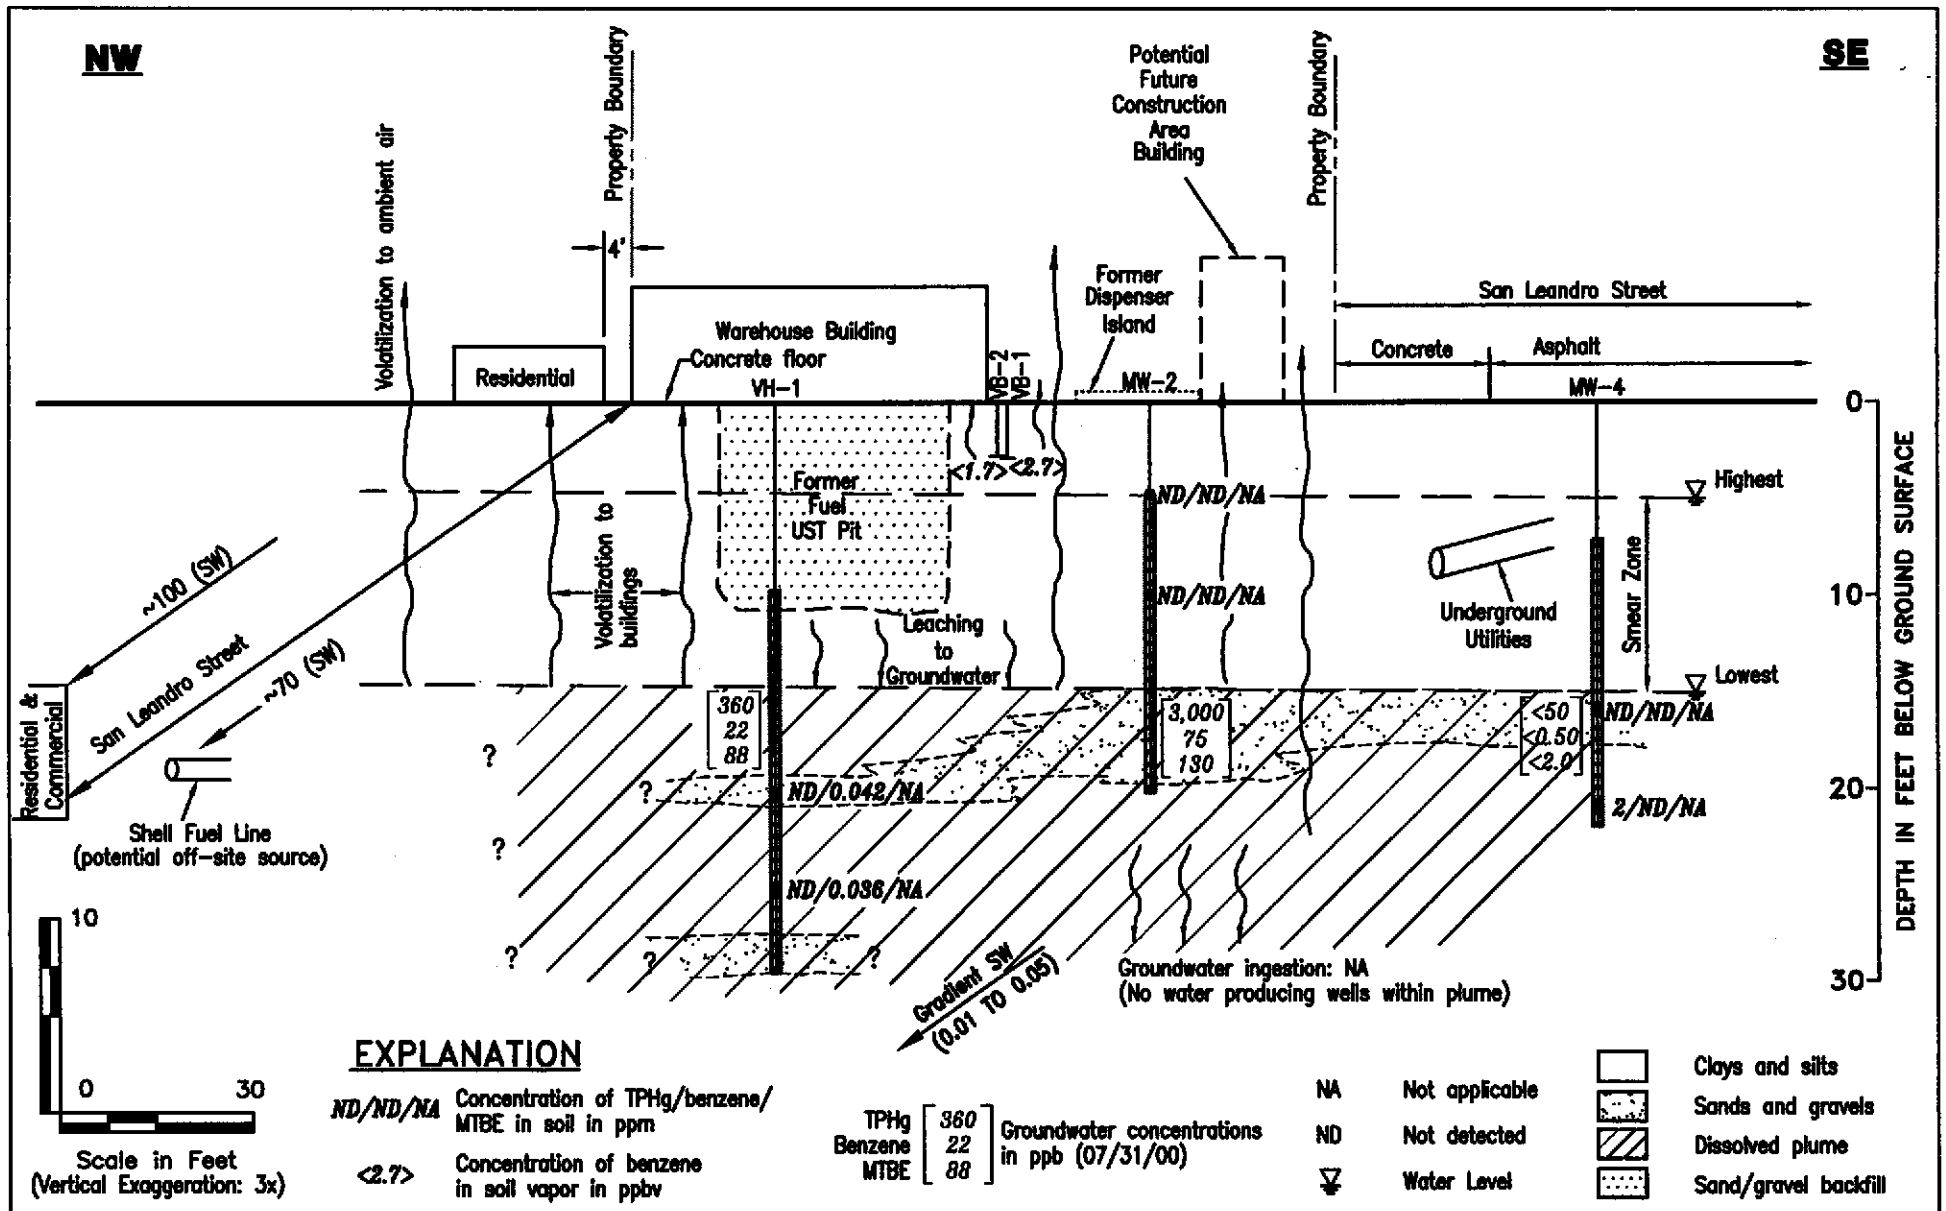 NW
SE
Volatilization to ambient air
Property Boundary
4'
Potential
Future
Construction
Area
Building
Property Boundary
Former
Dispenser
Island
San Leandro Street
Concrete
Asphalt
Residential
Warehouse Building
Concrete floor
VH-1
VB-2
VB-1
MW-2
MW-4
0
10
20
30
DEPTH IN FEET BELOW GROUND SURFACE
<1.7>
<2.7>
Former
Fuel
UST Pit
ND/ND/NA
ND/ND/NA
Highest
Smear Zone
Lowest
Underground
Utilities
Volatilization to
buildings
Leaching
to
Groundwater
~100 (SW)
San Leandro Street
~70 (SW)
Residential &
Commercial
Shell Fuel Line
(potential off-site source)
360
22
88
3,000
75
130
<50
<0.50
<2.0
ND/ND/NA
2/ND/NA
ND/0.042/NA
ND/0.036/NA
?
?
?
?
?
?
Gradient SW
(0.01 TO 0.05)
Groundwater ingestion: NA
(No water producing wells within plume)
10
0
30
Scale in Feet
(Vertical Exaggeration: 3x)
EXPLANATION
ND/ND/NA
Concentration of TPHg/benzene/
MTBE in soil in ppm
<2.7>
Concentration of benzene
in soil vapor in ppbv
TPHg 360
Benzene 22
MTBE 88
Groundwater concentrations
in ppb (07/31/00)
NA Not applicable
ND Not detected
Water Level
Clays and silts
Sands and gravels
Dissolved plume
Sand/gravel backfill